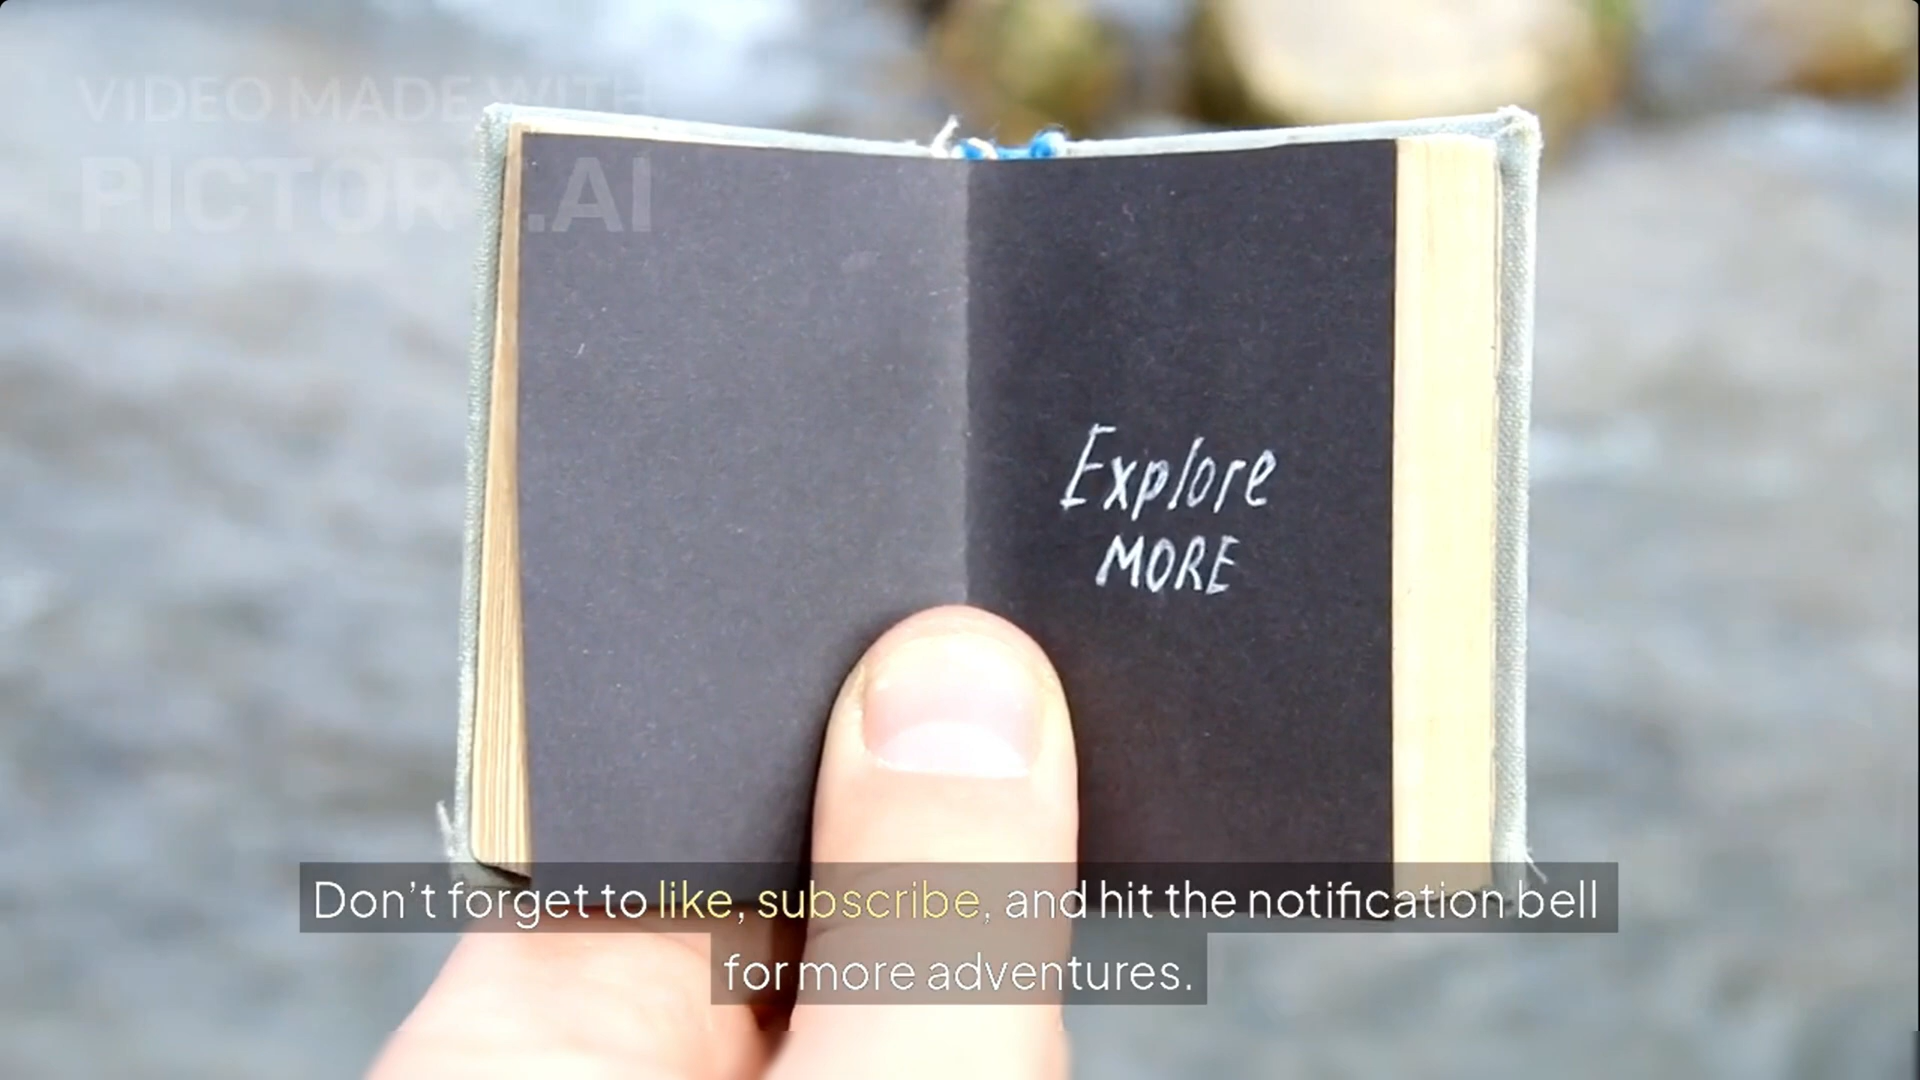 VIDEO MADE WITH
PICTORY.AI
Explore
MORE
Don't forget to like, subscribe, and hit the notification bell
for more adventures.